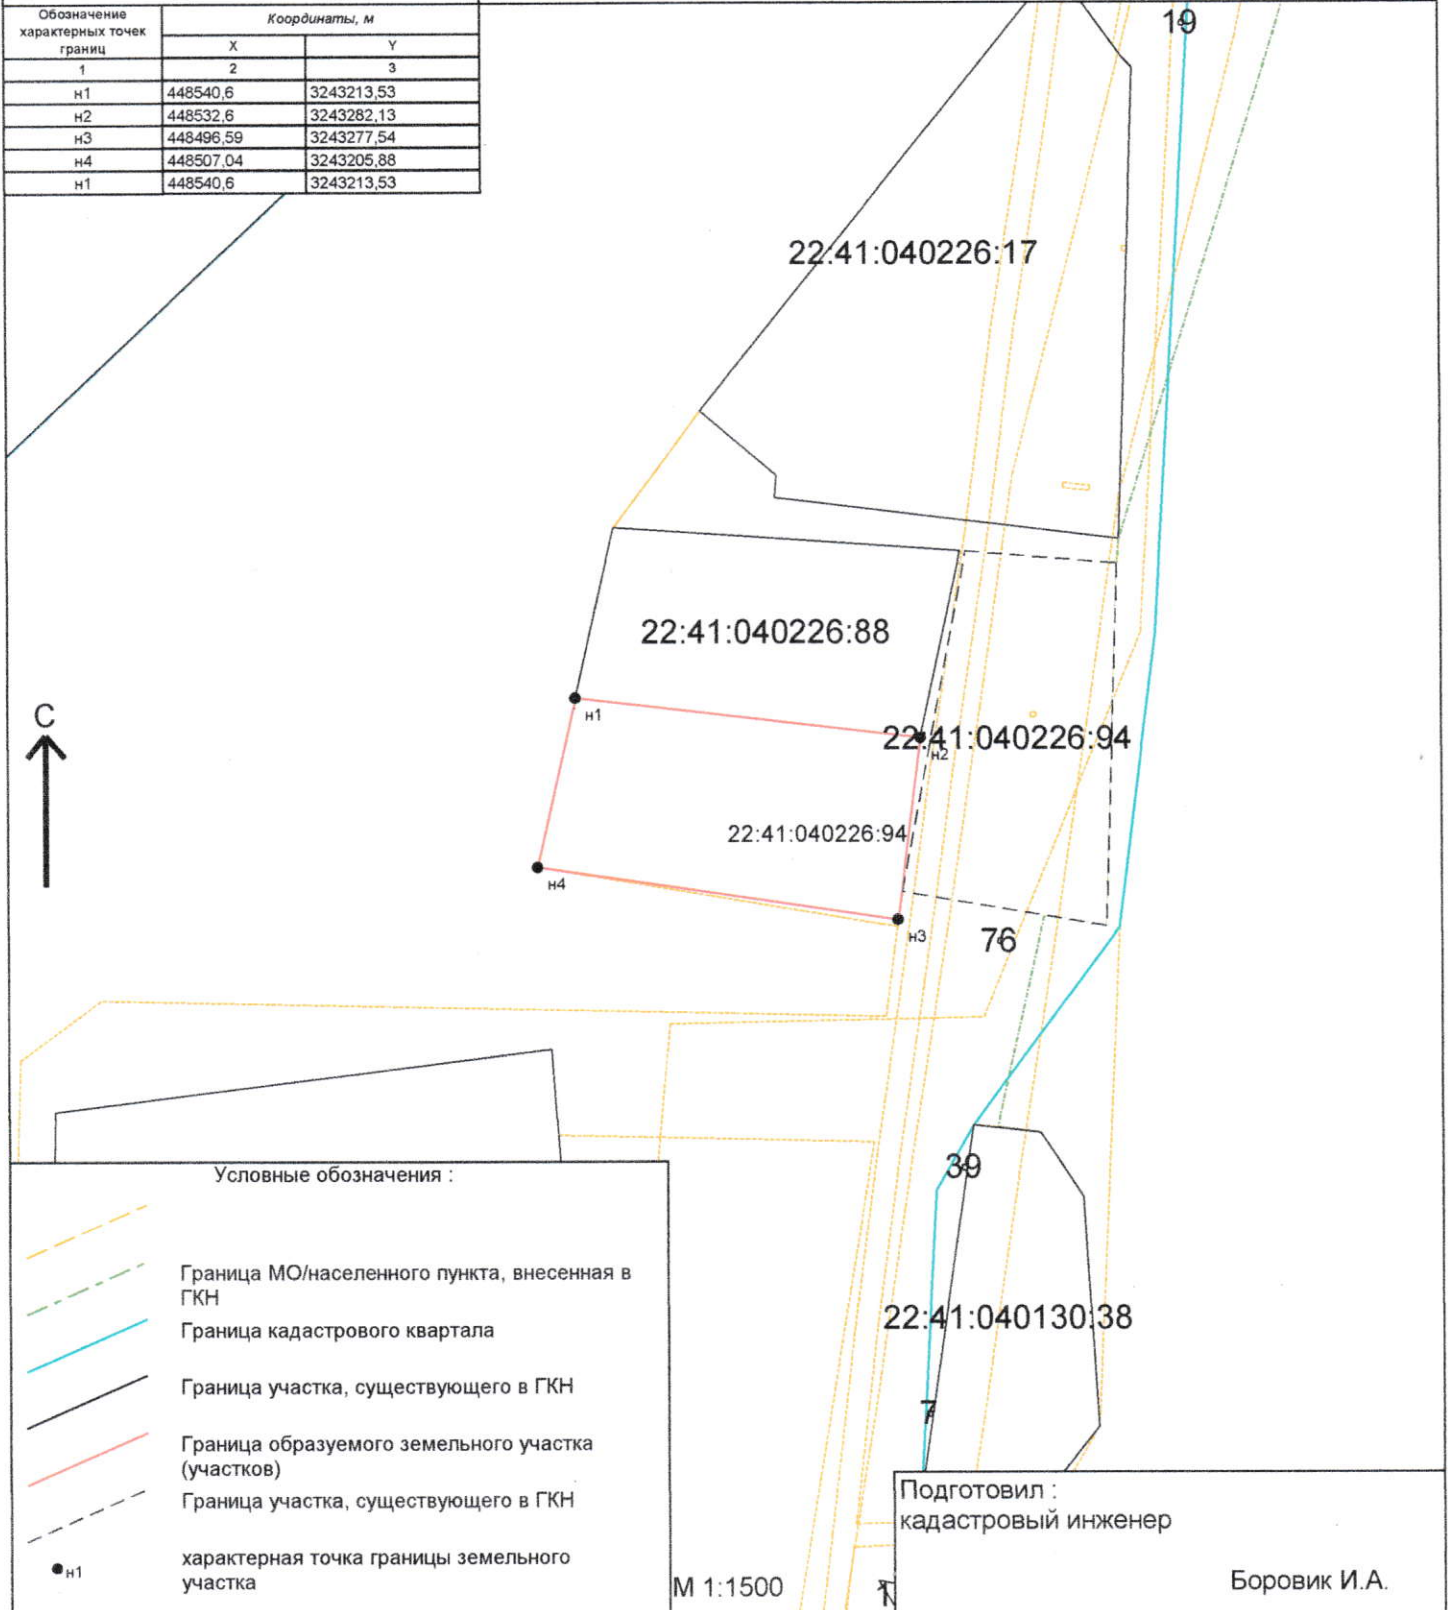 Обозначение характерных точек границ
Координаты, м
X Y
1 2 3
н1 448540,6 3243213,53
н2 448532,6 3243282,13
н3 448496,59 3243277,54
н4 448507,04 3243205,88
н1 448540,6 3243213,53
19
22:41:040226:17
22:41:040226:88
С
н1
22:41:040226:94
н2
22:41:040226:94
н4
н3
76
Условные обозначения :
39
Граница МО/населенного пункта, внесенная в
ГКН
Граница кадастрового квартала
22:41:040130:38
Граница участка, существующего в ГКН
7
Граница образуемого земельного участка
(участков)
Граница участка, существующего в ГКН
Подготовил :
кадастровый инженер
н1
характерная точка границы земельного
участка
М 1:1500
Боровик И.А.